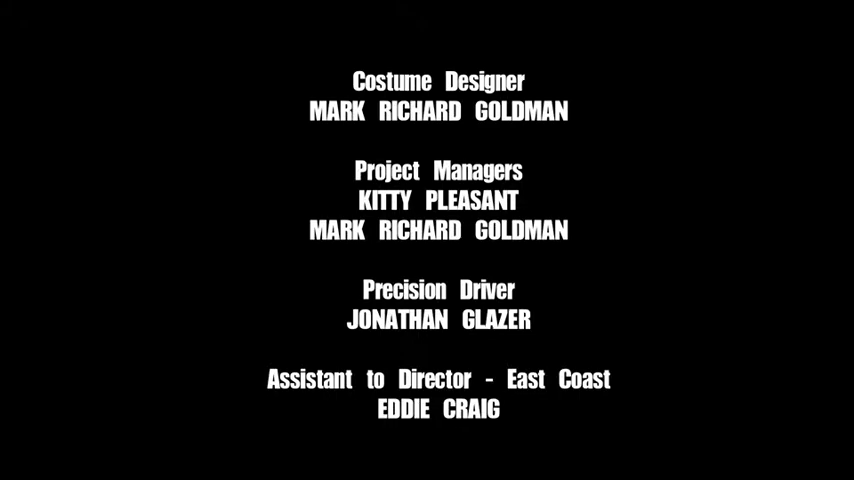 Costume Designer
MARK RICHARD GOLDMAN
Project Managers
KITTY PLEASANT
MARK RICHARD GOLDMAN
Precision Driver
JONATHAN GLAZER
Assistant to Director - East Coast
EDDIE CRAIG